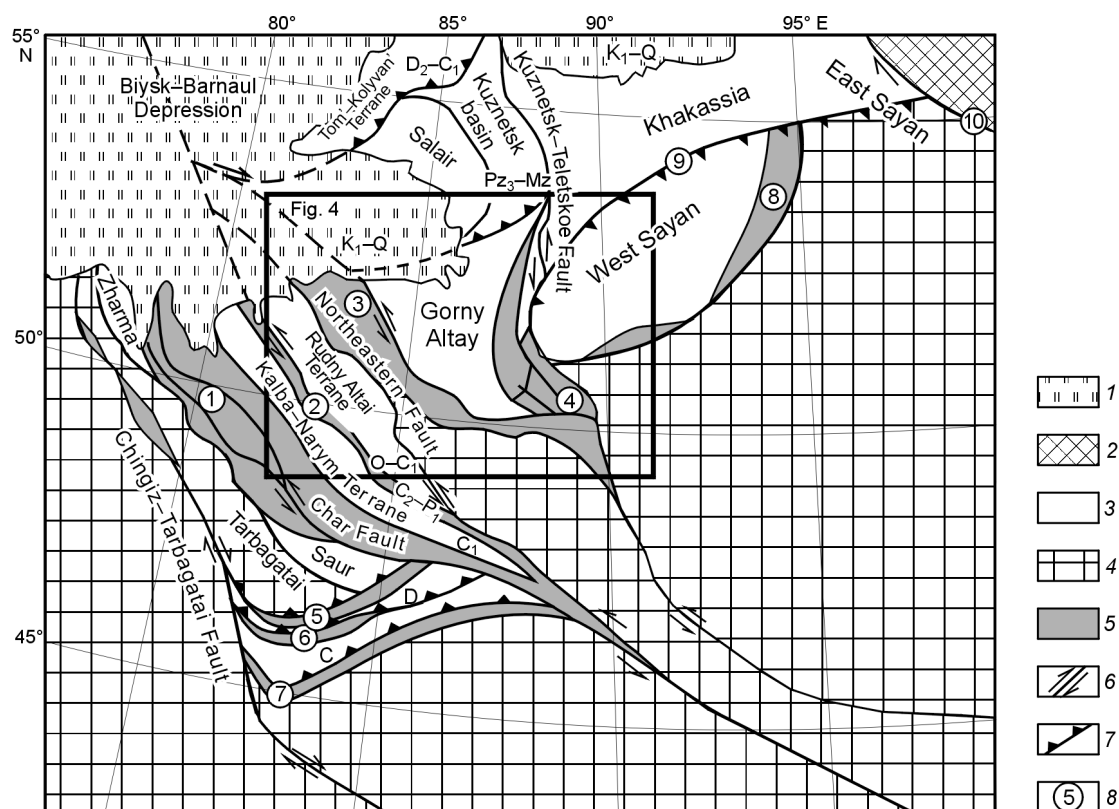 80°
85°
90°
95° E
55°
N
50°
45°
Biysk–Barnaul
Depression
Tom'–Kolyvan'
Terrane
D₂–C₁
Kuznetsk
basin
Salair
Kuznetsk–Teletskoe Fault
K₁–Q
Khakassia
East Sayan
10
9
8
Pz₃–Mz
West Sayan
Fig. 4
K₁–Q
Gorny
Altay
Zharma
3
Northeastern Fault
Rudny Altai
Terrane
Kalba–Narym Terrane
1
2
4
O–C₁
C₂–P₁
Char Fault
C₁
Chingiz–Tarbagatai Fault
Tarbagatai
Saur
D
5
6
C
7
1
2
3
4
5
6
7
5
8